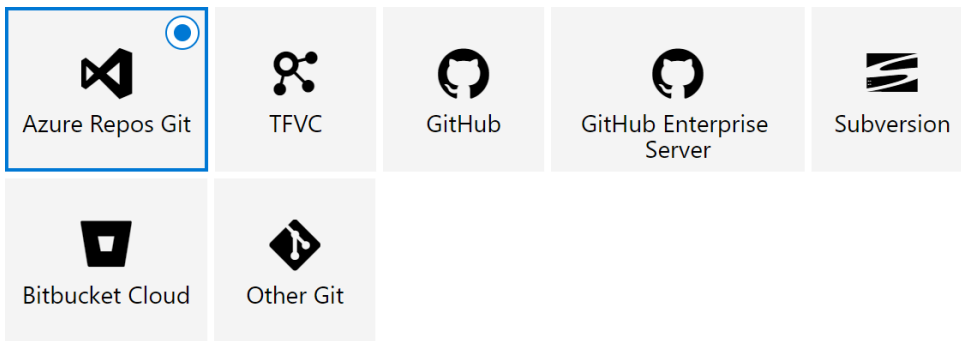 Azure Repos Git
TFVC
GitHub
GitHub Enterprise
Server
Subversion
Bitbucket Cloud
Other Git